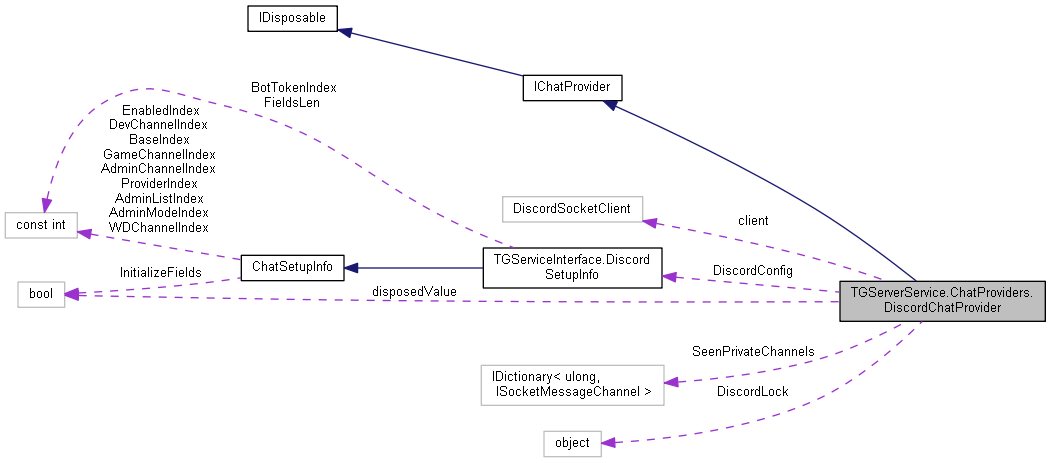 IDisposable
IChatProvider
BotTokenIndex
FieldsLen
EnabledIndex
DevChannelIndex
BaseIndex
GameChannelIndex
AdminChannelIndex
ProviderIndex
AdminListIndex
AdminModeIndex
WDChannelIndex
const int
DiscordSocketClient
client
ChatSetupInfo
TGServiceInterface.Discord
SetupInfo
DiscordConfig
InitializeFields
bool
disposedValue
TGServerService.ChatProviders.
DiscordChatProvider
SeenPrivateChannels
IDictionary< ulong,
ISocketMessageChannel >
DiscordLock
object